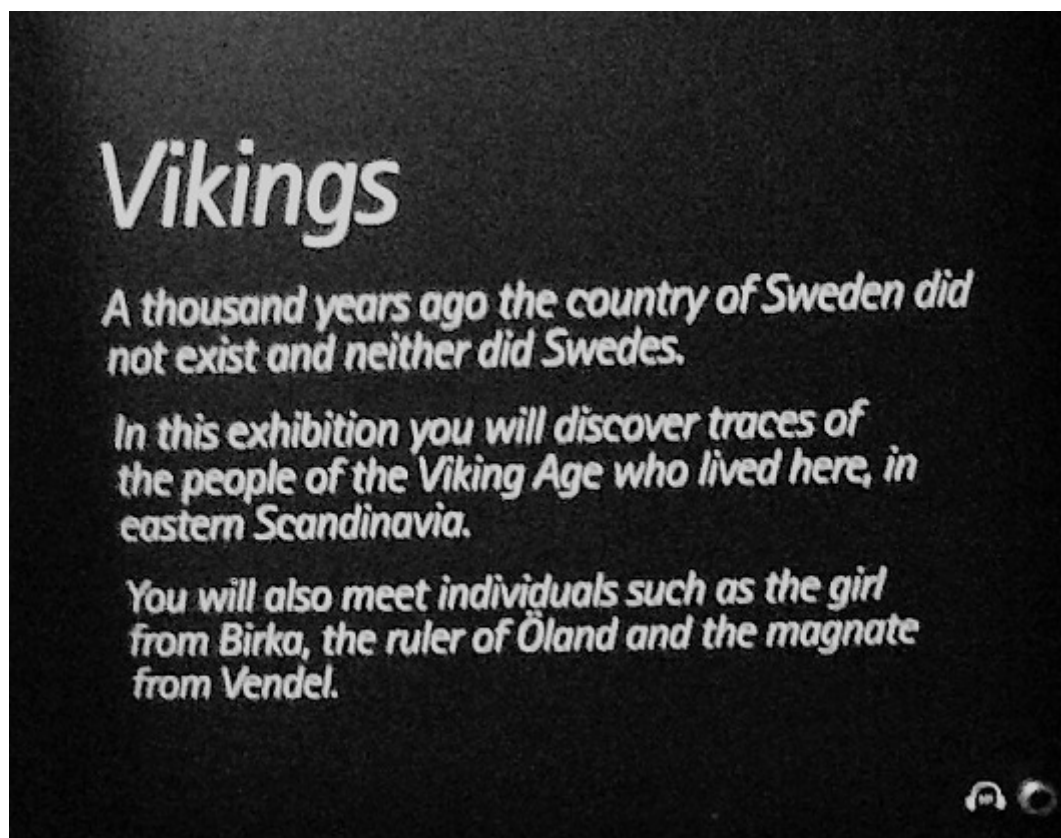 Vikings
A thousand years ago the country of Sweden did
not exist and neither did Swedes.
In this exhibition you will discover traces of
the people of the Viking Age who lived here, in
eastern Scandinavia.
You will also meet individuals such as the girl
from Birka, the ruler of Öland and the magnate
from Vendel.